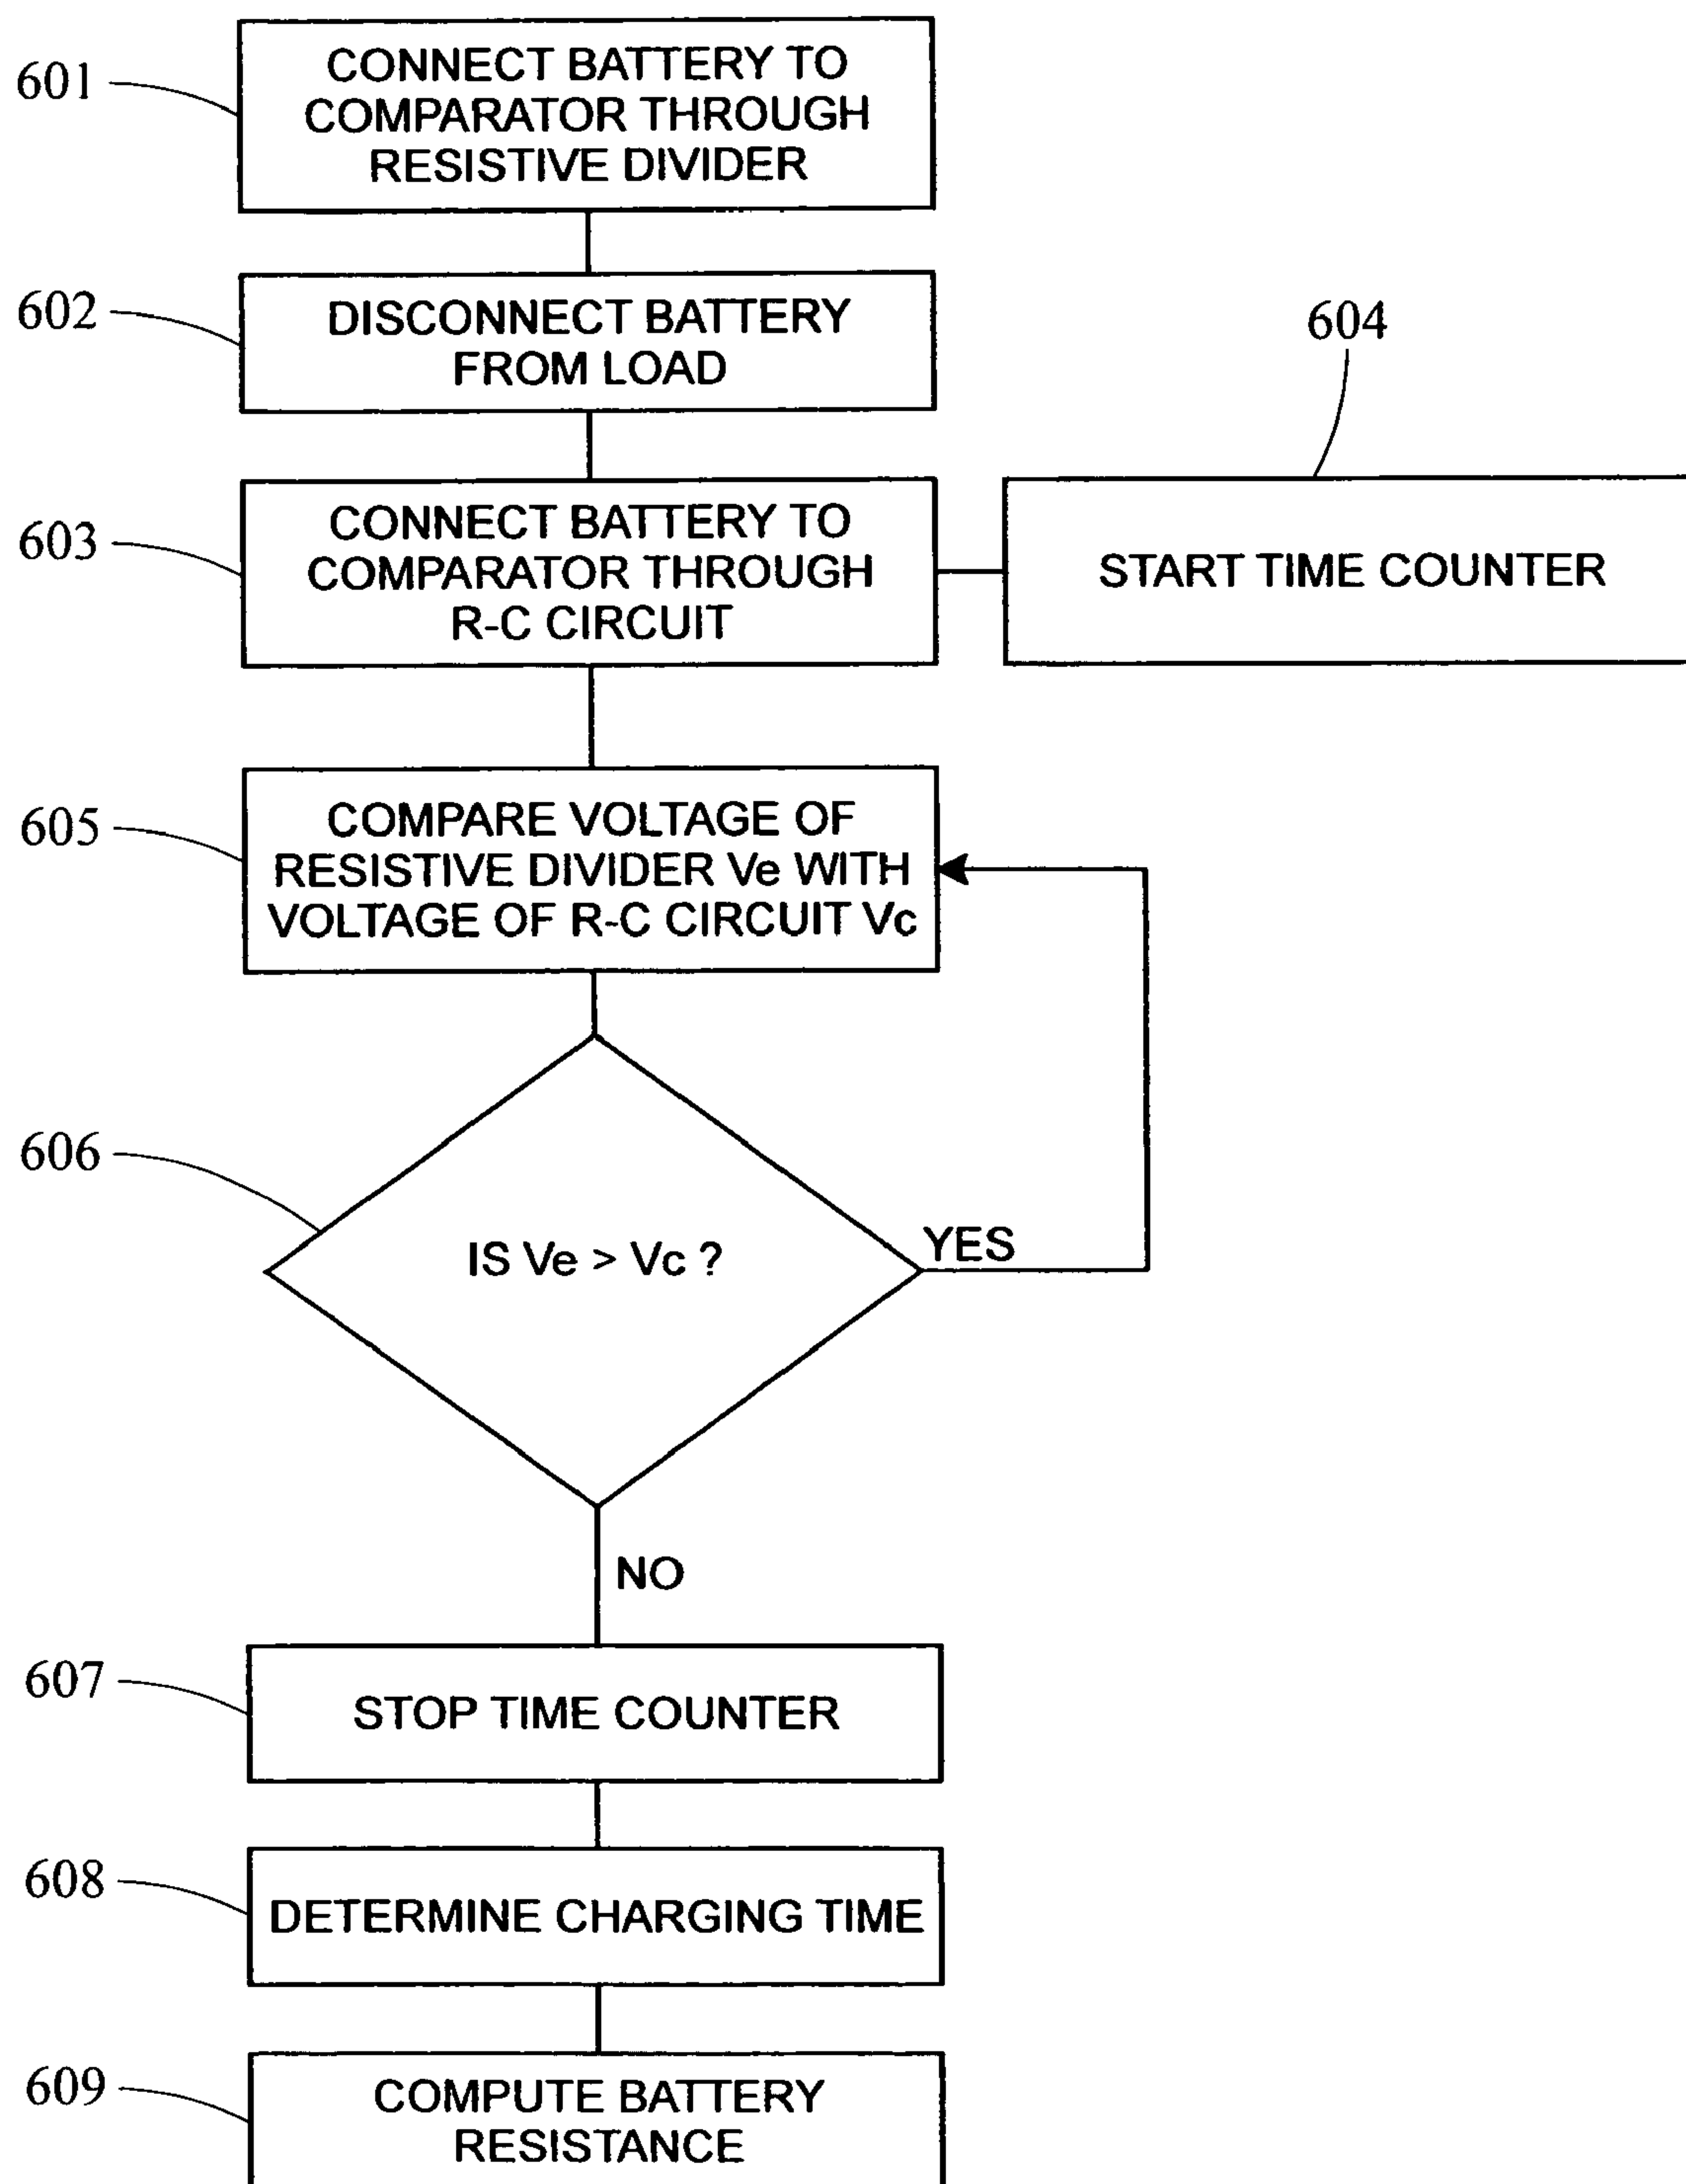 601
CONNECT BATTERY TO
COMPARATOR THROUGH
RESISTIVE DIVIDER
602
DISCONNECT BATTERY
FROM LOAD
603
CONNECT BATTERY TO
COMPARATOR THROUGH
R-C CIRCUIT
604
START TIME COUNTER
605
COMPARE VOLTAGE OF
RESISTIVE DIVIDER Ve WITH
VOLTAGE OF R-C CIRCUIT Vc
606
IS Ve > Vc ?
YES
NO
607
STOP TIME COUNTER
608
DETERMINE CHARGING TIME
609
COMPUTE BATTERY
RESISTANCE